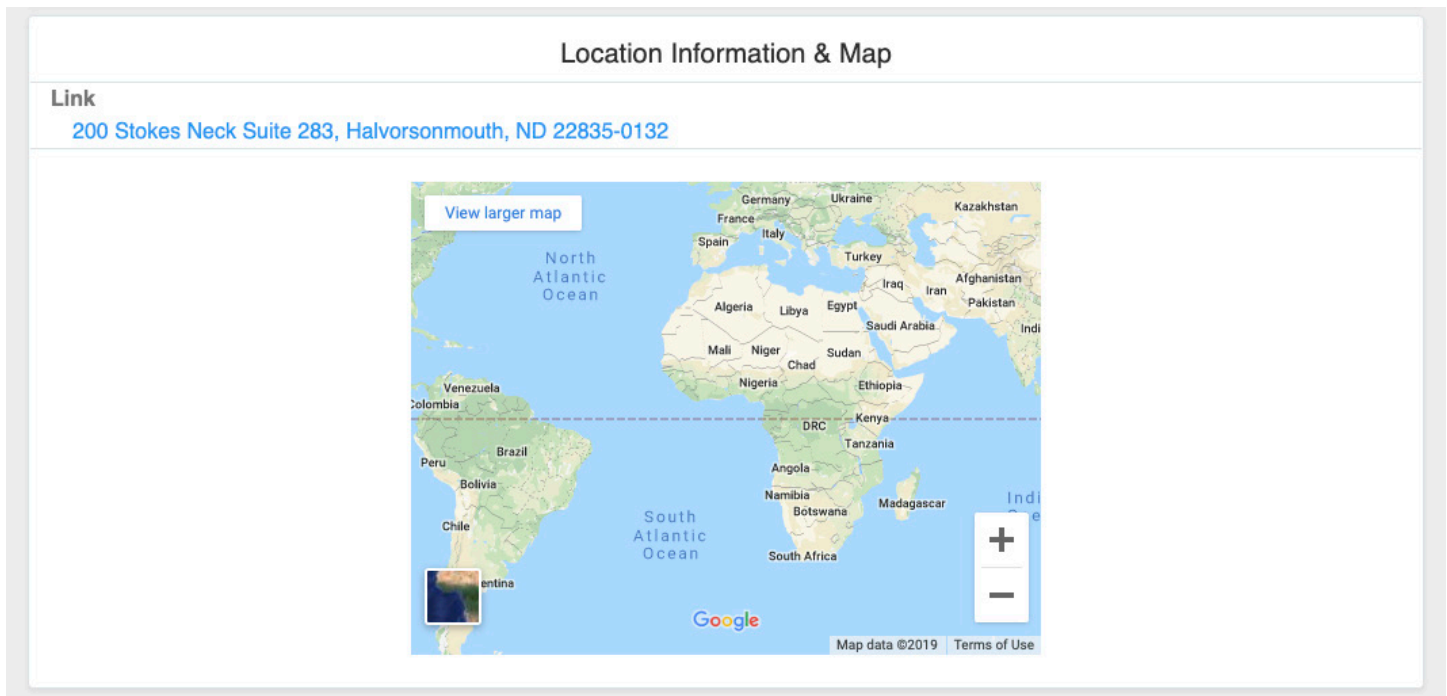 Location Information & Map
Link
200 Stokes Neck Suite 283, Halvorsonmouth, ND 22835-0132
View larger map
Germany
Ukraine
Kazakhstan
France
Italy
Spain
Turkey
North
Atlantic
Ocean
Afghanistan
Iraq
Iran
Pakistan
Algeria
Libya
Egypt
Saudi Arabia
Indi
Mali
Niger
Sudan
Chad
Nigeria
Ethiopia
Venezuela
Colombia
Kenya
DRC
Tanzania
Brazil
Peru
Angola
Bolivia
Namibia
Botswana
Madagascar
Indi
Chile
South
Atlantic
Ocean
South Africa
entina
+
−
Google
Map data ©2019
Terms of Use